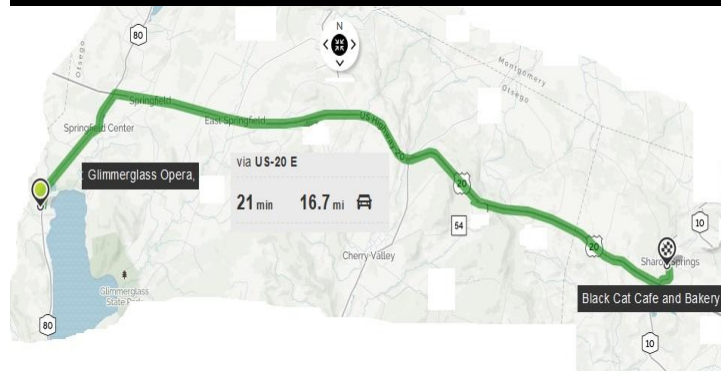 N
80
Montgomery
Otsego
Otsego
Springfield
East Springfield
US Highway 20
Springfield Center
via US-20 E
21 min 16.7 mi
Glimmerglass Opera,
20
54
10
20
Cherry Valley
Sharon Springs
Glimmerglass
State Park
Black Cat Cafe and Bakery
80
10